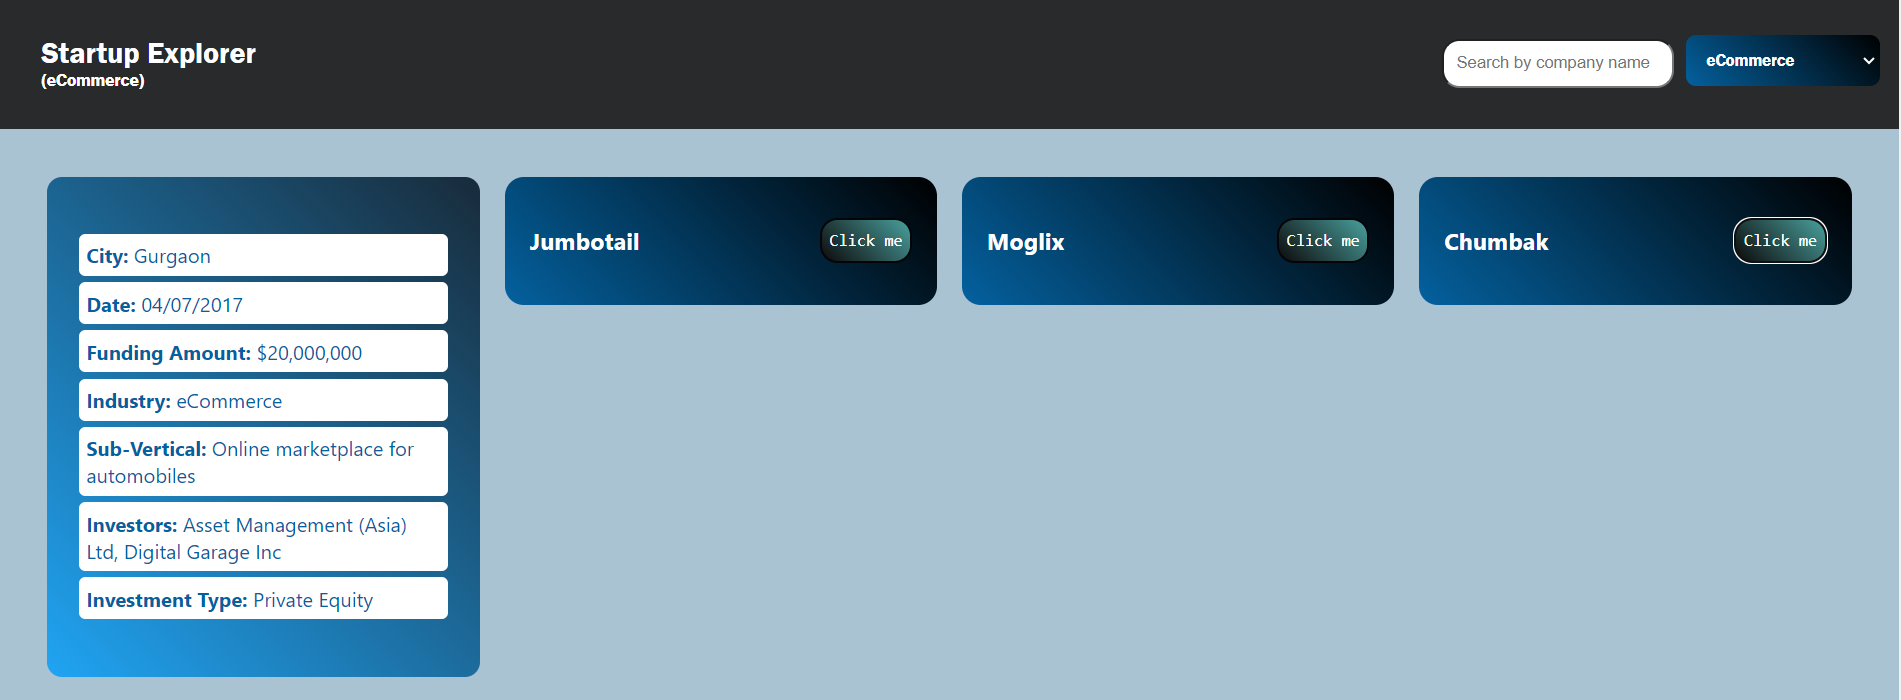 Startup Explorer
(eCommerce)
Search by company name
eCommerce
City: Gurgaon
Date: 04/07/2017
Funding Amount: $20,000,000
Industry: eCommerce
Sub-Vertical: Online marketplace for
automobiles
Investors: Asset Management (Asia)
Ltd, Digital Garage Inc
Investment Type: Private Equity
Jumbotail
Click me
Moglix
Click me
Chumbak
Click me